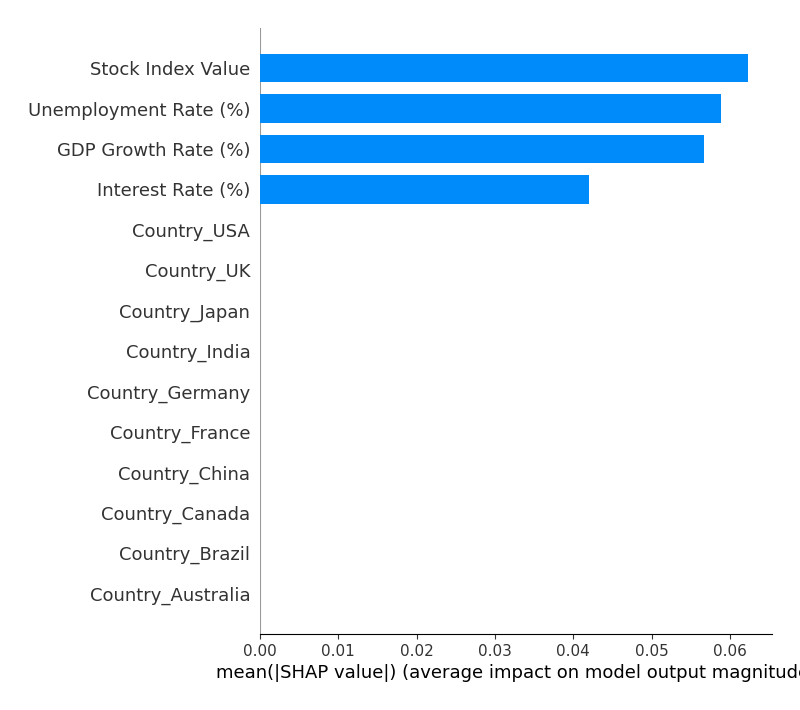 Stock Index Value
Unemployment Rate (%)
GDP Growth Rate (%)
Interest Rate (%)
Country_USA
Country_UK
Country_Japan
Country_India
Country_Germany
Country_France
Country_China
Country_Canada
Country_Brazil
Country_Australia
0.00 0.01 0.02 0.03 0.04 0.05 0.06
mean(|SHAP value|) (average impact on model output magnitude